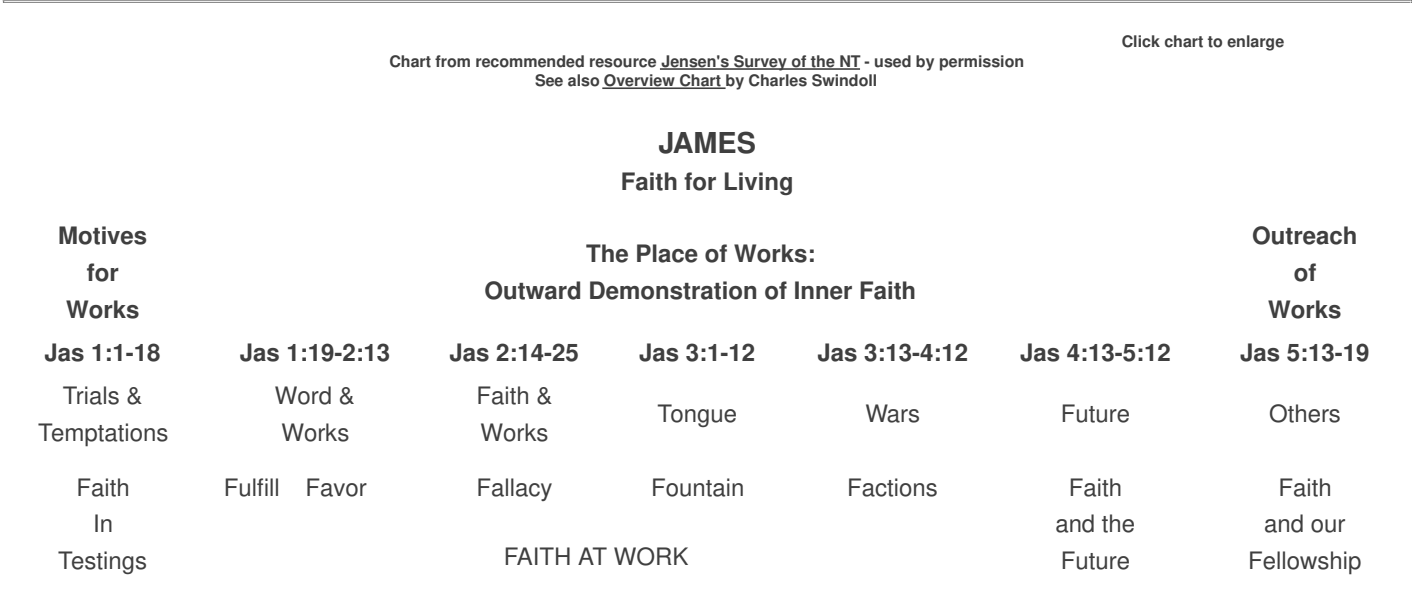 Click chart to enlarge
Chart from recommended resource Jensen's Survey of the NT - used by permission
See also Overview Chart by Charles Swindoll
JAMES
Faith for Living
Motives
for
Works
The Place of Works:
Outward Demonstration of Inner Faith
Outreach
of
Works
Jas 1:1-18 Jas 1:19-2:13 Jas 2:14-25 Jas 3:1-12 Jas 3:13-4:12 Jas 4:13-5:12 Jas 5:13-19
Trials &
Temptations
Word &
Works
Faith &
Works
Tongue
Wars
Future
Others
Faith
In
Testings
Fulfill Favor
Fallacy
Fountain
Factions
FAITH AT WORK
Faith
and the
Future
Faith
and our
Fellowship